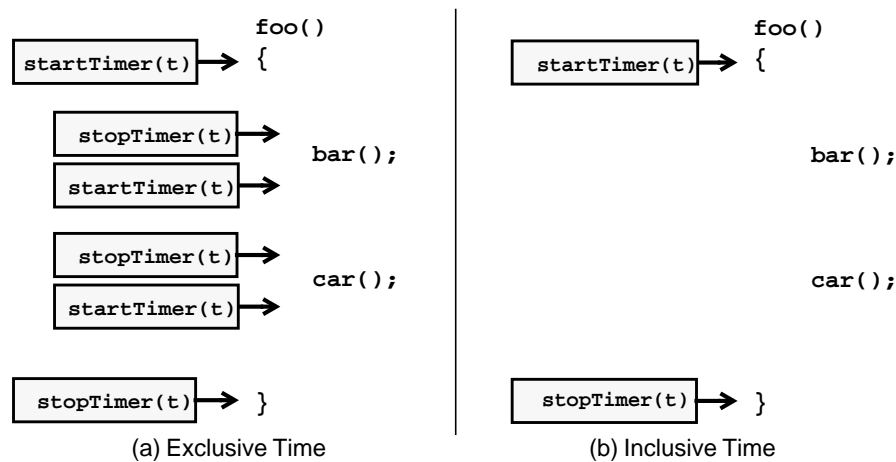 foo()
startTimer(t)
{
stopTimer(t)
bar();
startTimer(t)
stopTimer(t)
car();
startTimer(t)
stopTimer(t)
}
(a) Exclusive Time
foo()
startTimer(t)
{
bar();
car();
stopTimer(t)
}
(b) Inclusive Time